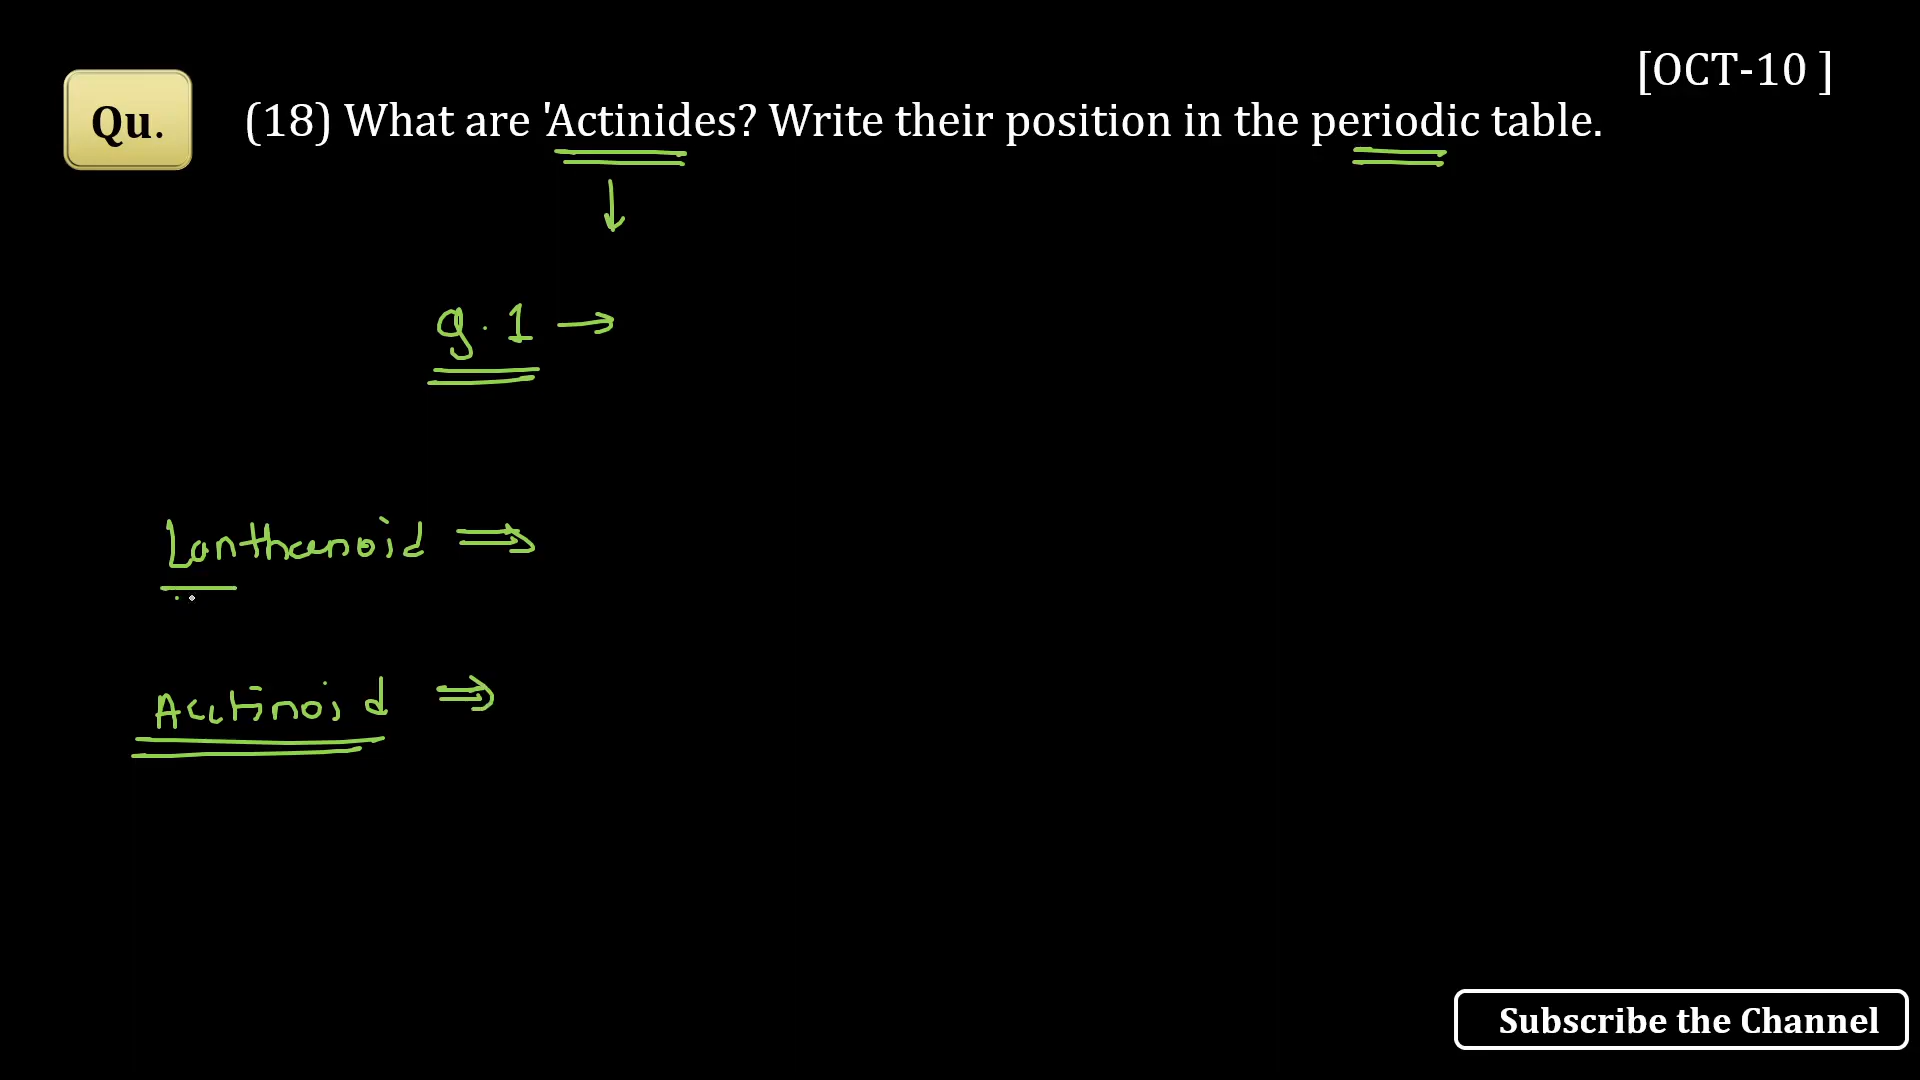 [OCT-10 ]
Qu. (18) What are 'Actinides? Write their position in the periodic table.
g. 1 →
Lanthanoid ⇒
Acctinoid ⇒
Subscribe the Channel